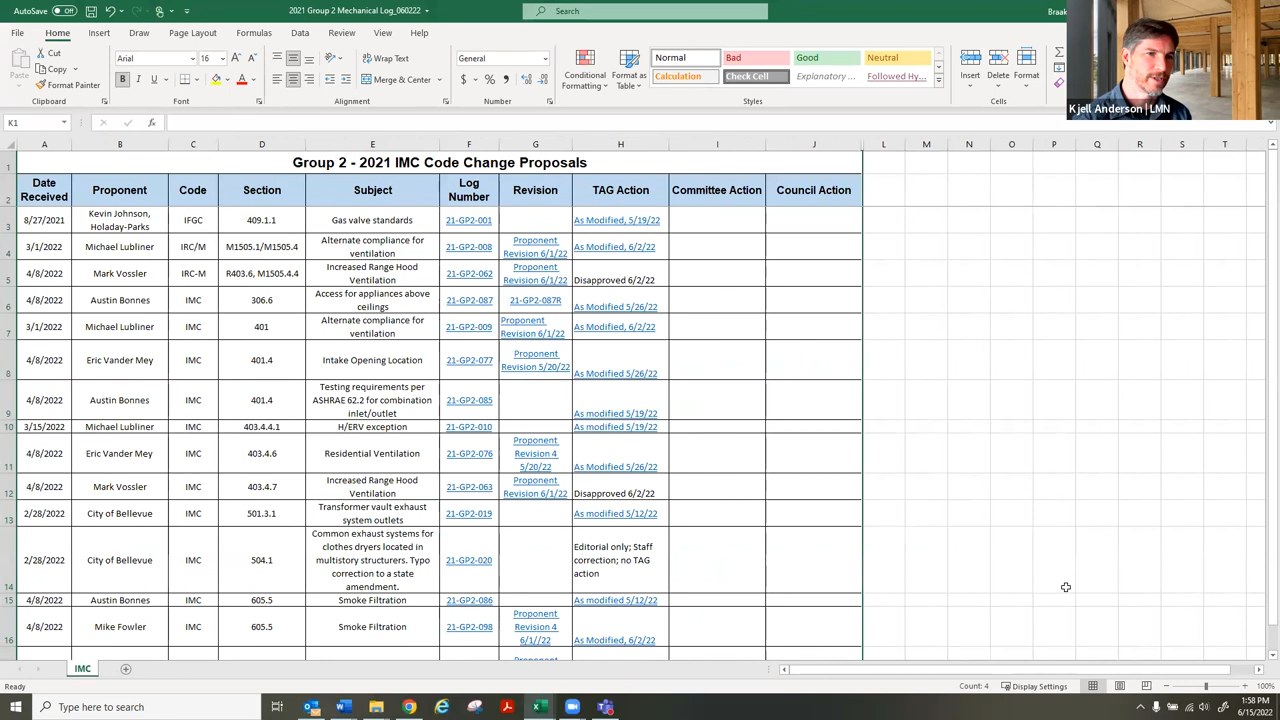 AutoSave Off 2021 Group 2 Mechanical Log_060222 Search Braak
File Home Insert Draw Page Layout Formulas Data Review View Help
Cut Arial 16 Wrap Text General Normal Bad Good Neutral
Copy Merge & Center Calculation Check Cell Explanatory ... Followed Hy...
Paste Format Painter Conditional Formatting Format as Table Insert Delete Format
Clipboard Font Alignment Number Styles Cells
Kjell Anderson | LMN
K1 fx
A B C D E F G H I J L M N O P Q R S T
1 Group 2 - 2021 IMC Code Change Proposals
2 Date Received Proponent Code Section Subject Log Number Revision TAG Action Committee Action Council Action
3 8/27/2021 Kevin Johnson, Holaday-Parks IFGC 409.1.1 Gas valve standards 21-GP2-001 As Modified, 5/19/22
4 3/1/2022 Michael Lubliner IRC/M M1505.1/M1505.4 Alternate compliance for ventilation 21-GP2-008 Proponent Revision 6/1/22 As Modified, 6/2/22
5 4/8/2022 Mark Vossler IRC-M R403.6, M1505.4.4 Increased Range Hood Ventilation 21-GP2-062 Proponent Revision 6/1/22 Disapproved 6/2/22
6 4/8/2022 Austin Bonnes IMC 306.6 Access for appliances above ceilings 21-GP2-087 21-GP2-087R As Modified 5/26/22
7 3/1/2022 Michael Lubliner IMC 401 Alternate compliance for ventilation 21-GP2-009 Proponent Revision 6/1/22 As Modified, 6/2/22
8 4/8/2022 Eric Vander Mey IMC 401.4 Intake Opening Location 21-GP2-077 Proponent Revision 5/20/22 As Modified 5/26/22
9 4/8/2022 Austin Bonnes IMC 401.4 Testing requirements per ASHRAE 62.2 for combination inlet/outlet 21-GP2-085 As modified 5/19/22
10 3/15/2022 Michael Lubliner IMC 403.4.4.1 H/ERV exception 21-GP2-010 As modified 5/19/22
11 4/8/2022 Eric Vander Mey IMC 403.4.6 Residential Ventilation 21-GP2-076 Proponent Revision 4 5/20/22 As Modified 5/26/22
12 4/8/2022 Mark Vossler IMC 403.4.7 Increased Range Hood Ventilation 21-GP2-063 Proponent Revision 6/1/22 Disapproved 6/2/22
13 2/28/2022 City of Bellevue IMC 501.3.1 Transformer vault exhaust system outlets 21-GP2-019 As modified 5/12/22
14 2/28/2022 City of Bellevue IMC 504.1 Common exhaust systems for clothes dryers located in multistory structurers. Typo correction to a state amendment. 21-GP2-020 Editorial only; Staff correction; no TAG action
15 4/8/2022 Austin Bonnes IMC 605.5 Smoke Filtration 21-GP2-086 As modified 5/12/22
16 4/8/2022 Mike Fowler IMC 605.5 Smoke Filtration 21-GP2-098 Proponent Revision 4 6/1//22 As Modified, 6/2/22
IMC
Ready Count: 4 Display Settings 100%
Type here to search 1:58 PM
6/15/2022